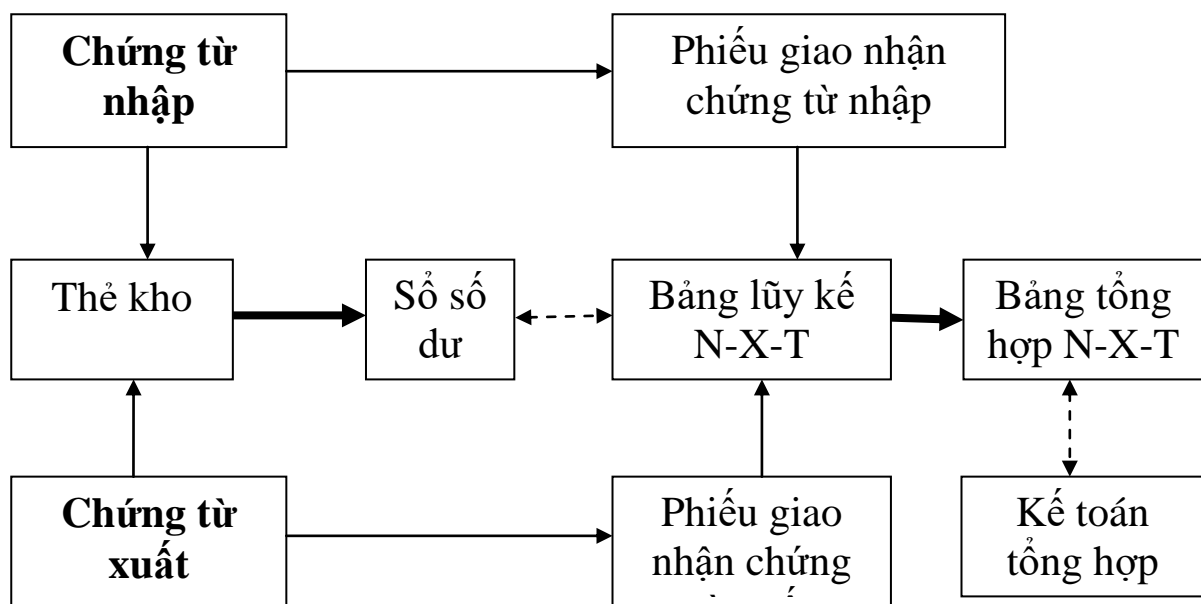 Chứng từ
nhập
Phiếu giao nhận
chứng từ nhập
Thẻ kho
Sổ số
dư
Bảng lũy kế
N-X-T
Bảng tổng
hợp N-X-T
Chứng từ
xuất
Phiếu giao
nhận chứng
Kế toán
tổng hợp